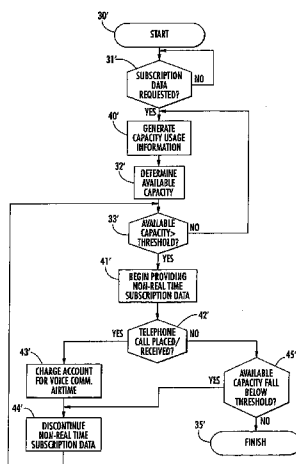 30'
START
31'
SUBSCRIPTION
DATA
REQUESTED?
NO
YES
40'
GENERATE
CAPACITY USAGE
INFORMATION
32'
DETERMINE
AVAILABLE
CAPACITY
33'
AVAILABLE
CAPACITY>
THRESHOLD?
NO
YES
41'
BEGIN PROVIDING
NON-REAL TIME
SUBSCRIPTION DATA
42'
YES
TELEPHONE
CALL PLACED/
RECEIVED?
NO
43'
CHARGE ACCOUNT
FOR VOICE COMM.
AIRTIME
45'
YES
AVAILABLE
CAPACITY FALL
BELOW
THRESHOLD?
NO
44'
DISCONTINUE
NON-REAL TIME
SUBSCRIPTION DATA
35'
FINISH